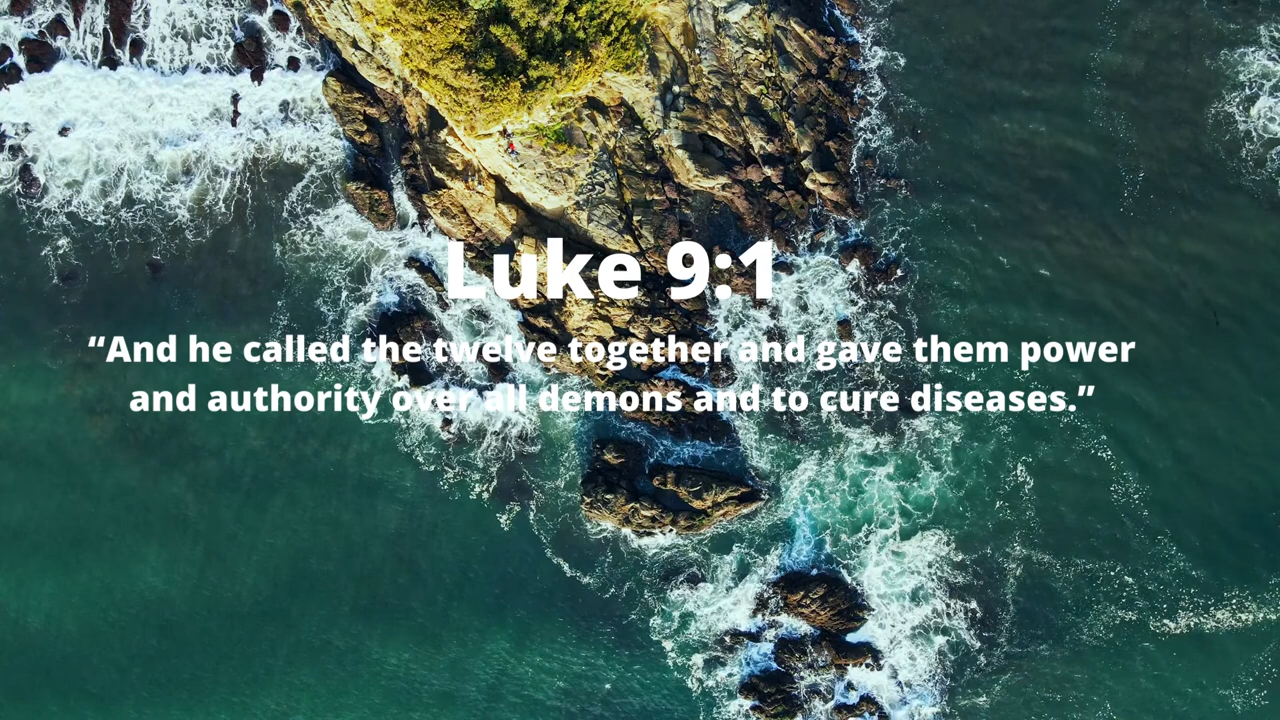 Luke 9:1
“And he called the twelve together and gave them power
and authority over all demons and to cure diseases.”